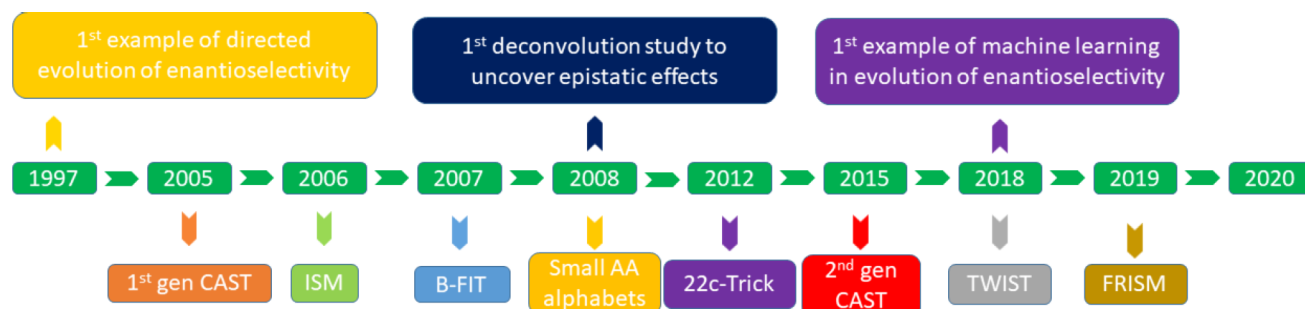 1st example of directed
evolution of enantioselectivity
1st deconvolution study to
uncover epistatic effects
1st example of machine learning
in evolution of enantioselectivity
1997
2005
2006
2007
2008
2012
2015
2018
2019
2020
1st gen CAST
ISM
B-FIT
Small AA
alphabets
22c-Trick
2nd gen
CAST
TWIST
FRISM